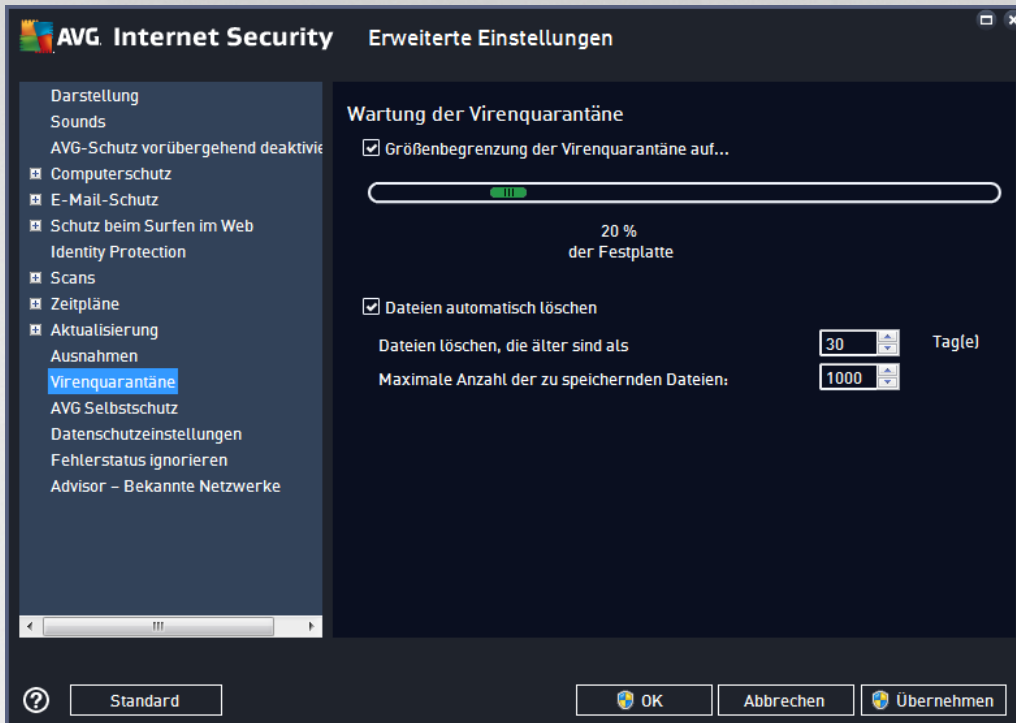 AVG. Internet Security
Erweiterte Einstellungen
Darstellung
Sounds
AVG-Schutz vorübergehend deaktivie
Computerschutz
E-Mail-Schutz
Schutz beim Surfen im Web
Identity Protection
Scans
Zeitpläne
Aktualisierung
Ausnahmen
Virenquarantäne
AVG Selbstschutz
Datenschutzeinstellungen
Fehlerstatus ignorieren
Advisor – Bekannte Netzwerke
Wartung der Virenquarantäne
Größenbegrenzung der Virenquarantäne auf...
20 %
der Festplatte
Dateien automatisch löschen
Dateien löschen, die älter sind als 30 Tag(e)
Maximale Anzahl der zu speichernden Dateien: 1000
? Standard OK Abbrechen Übernehmen